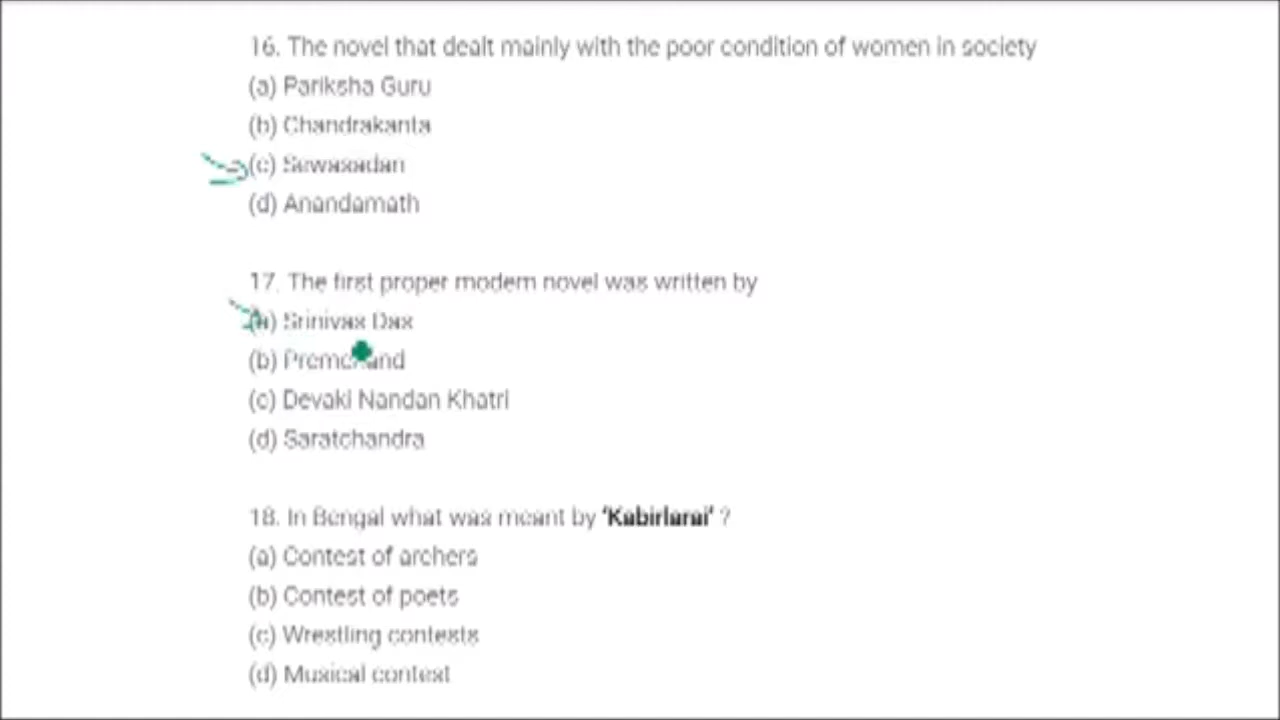 16. The novel that dealt mainly with the poor condition of women in society
(a) Pariksha Guru
(b) Chandrakanta
(c) Sewasadan
(d) Anandamath
17. The first proper modern novel was written by
(a) Srinivas Das
(b) Premchand
(c) Devaki Nandan Khatri
(d) Saratchandra
18. In Bengal what was meant by ‘Kabirlarai’ ?
(a) Contest of archers
(b) Contest of poets
(c) Wrestling contests
(d) Musical contest